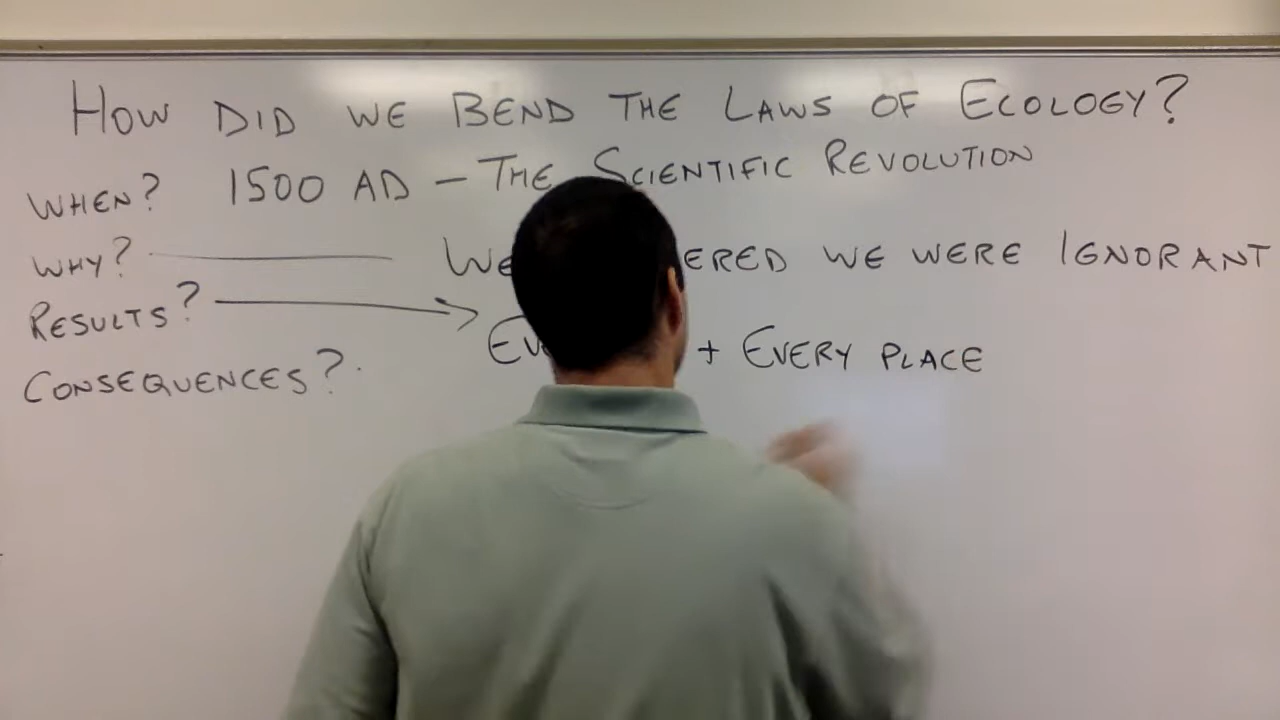 HOW DID WE BEND THE LAWS OF ECOLOGY?
WHEN? 1500 AD - THE SCIENTIFIC REVOLUTION
WHY? WE WE WERE IGNORANT
RESULTS? + EVERY PLACE
CONSEQUENCES?